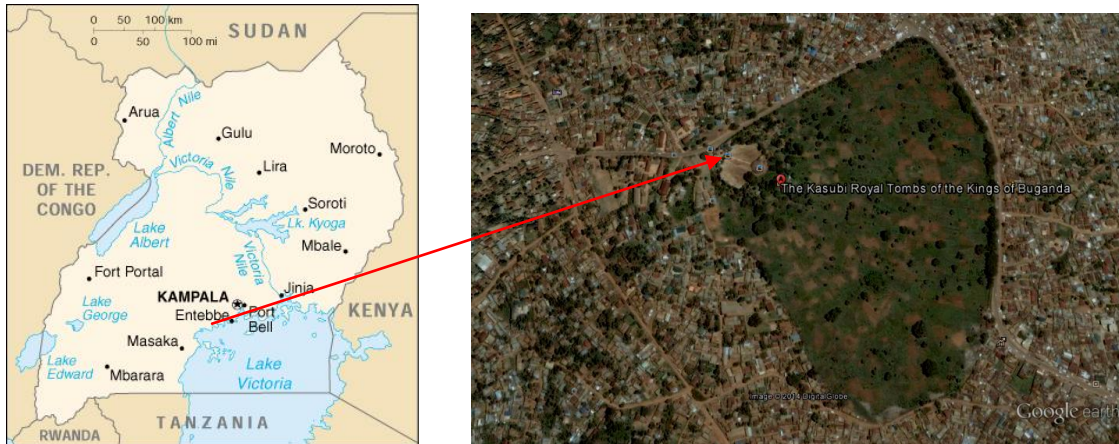 0 50 100 km
0 50 100 mi
SUDAN
Arua
Albert Nile
Gulu
Moroto
Victoria Nile
Lira
DEM. REP.
OF THE
CONGO
Soroti
Lk. Kyoga
Lake
Albert
Mbale
Victoria
Nile
Fort Portal
KAMPALA
Jinja
Lake
George
Entebbe
Port
Bell
KENYA
Masaka
Lake
Edward
Mbarara
Lake
Victoria
TANZANIA
RWANDA
The Kasubi Royal Tombs of the Kings of Buganda
Image © 2014 DigitalGlobe
Google earth